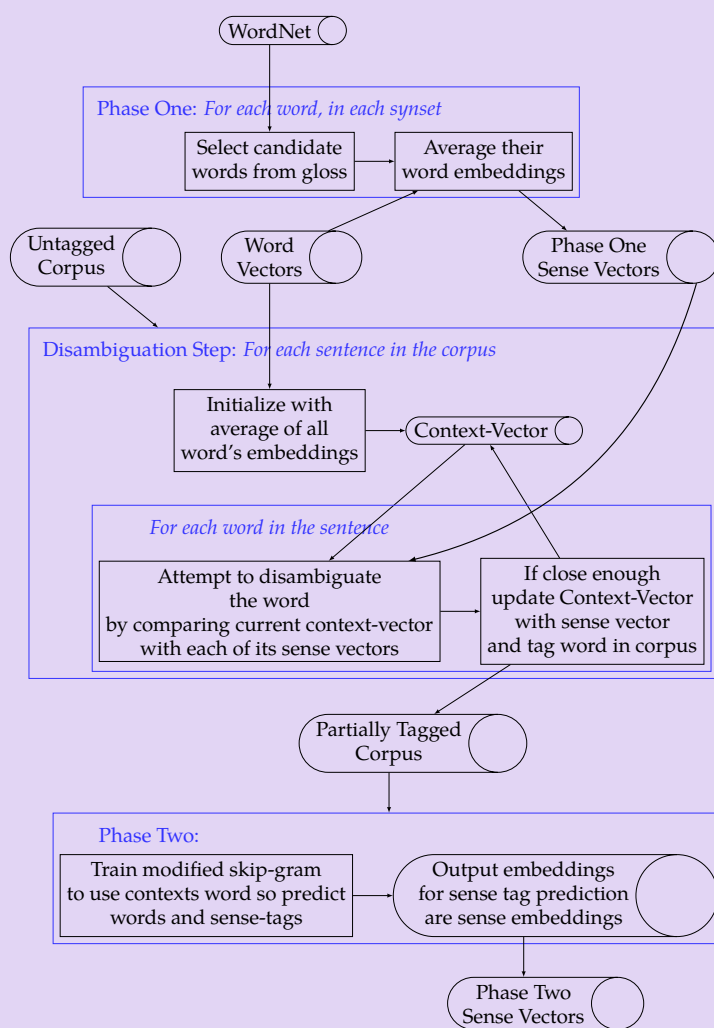 WordNet
Phase One: For each word, in each synset
Select candidate
words from gloss
Average their
word embeddings
Untagged
Corpus
Word
Vectors
Phase One
Sense Vectors
Disambiguation Step: For each sentence in the corpus
Initialize with
average of all
word's embeddings
Context-Vector
For each word in the sentence
Attempt to disambiguate
the word
by comparing current context-vector
with each of its sense vectors
If close enough
update Context-Vector
with sense vector
and tag word in corpus
Partially Tagged
Corpus
Phase Two:
Train modified skip-gram
to use contexts word so predict
words and sense-tags
Output embeddings
for sense tag prediction
are sense embeddings
Phase Two
Sense Vectors